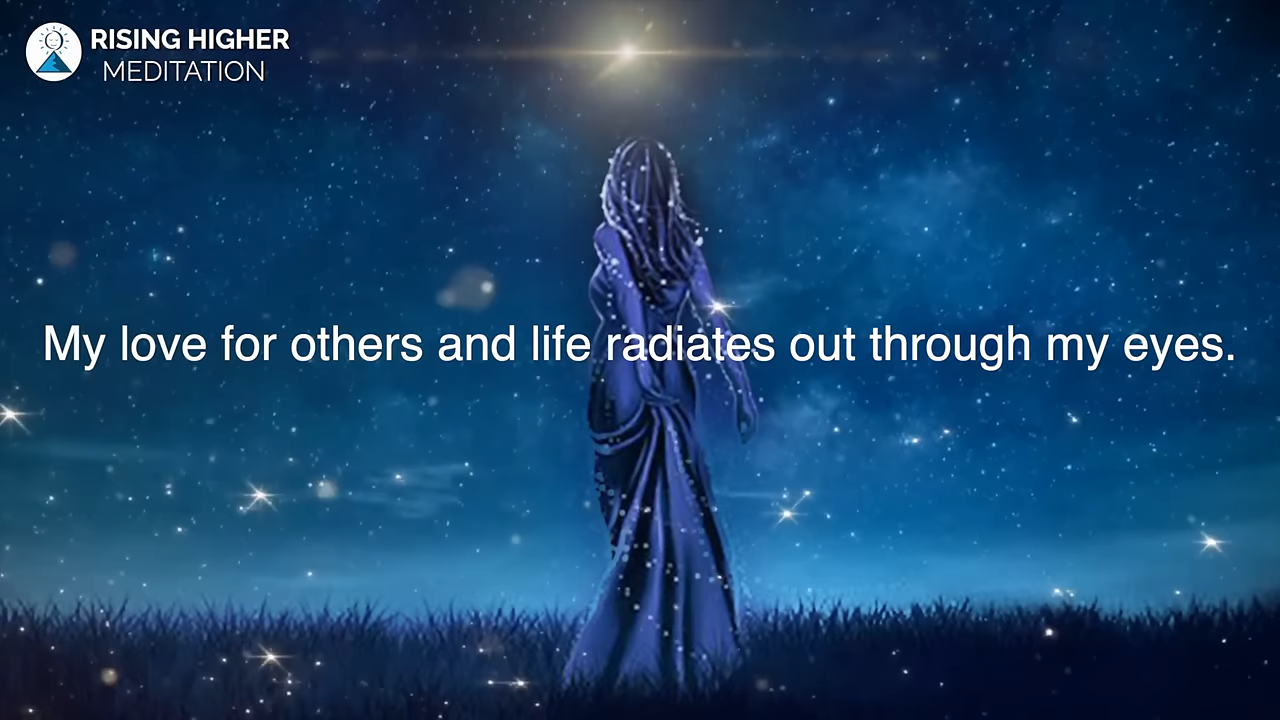 RISING HIGHER
MEDITATION
My love for others and life radiates out through my eyes.